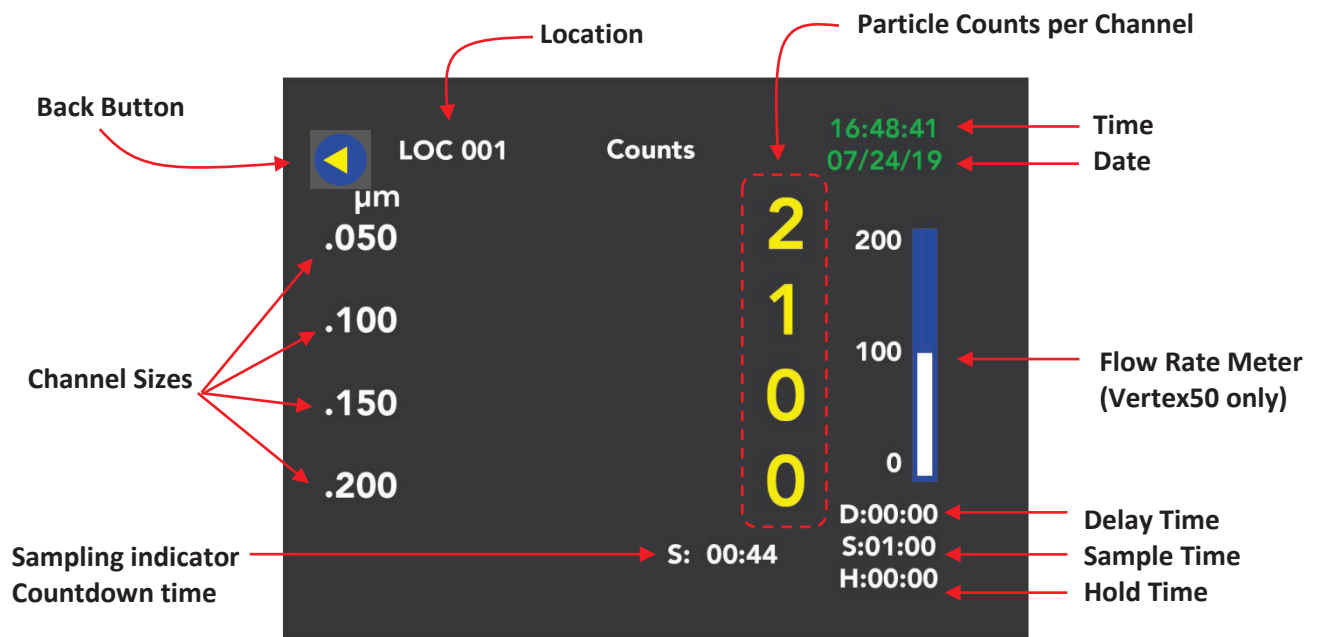 Location
Particle Counts per Channel
Back Button
Time
Date
LOC 001
Counts
16:48:41
07/24/19
µm
.050
2
200
.100
1
100
Channel Sizes
.150
0
Flow Rate Meter
(Vertex50 only)
.200
0
0
D:00:00
S:01:00
H:00:00
Delay Time
Sample Time
Hold Time
Sampling indicator
Countdown time
S: 00:44